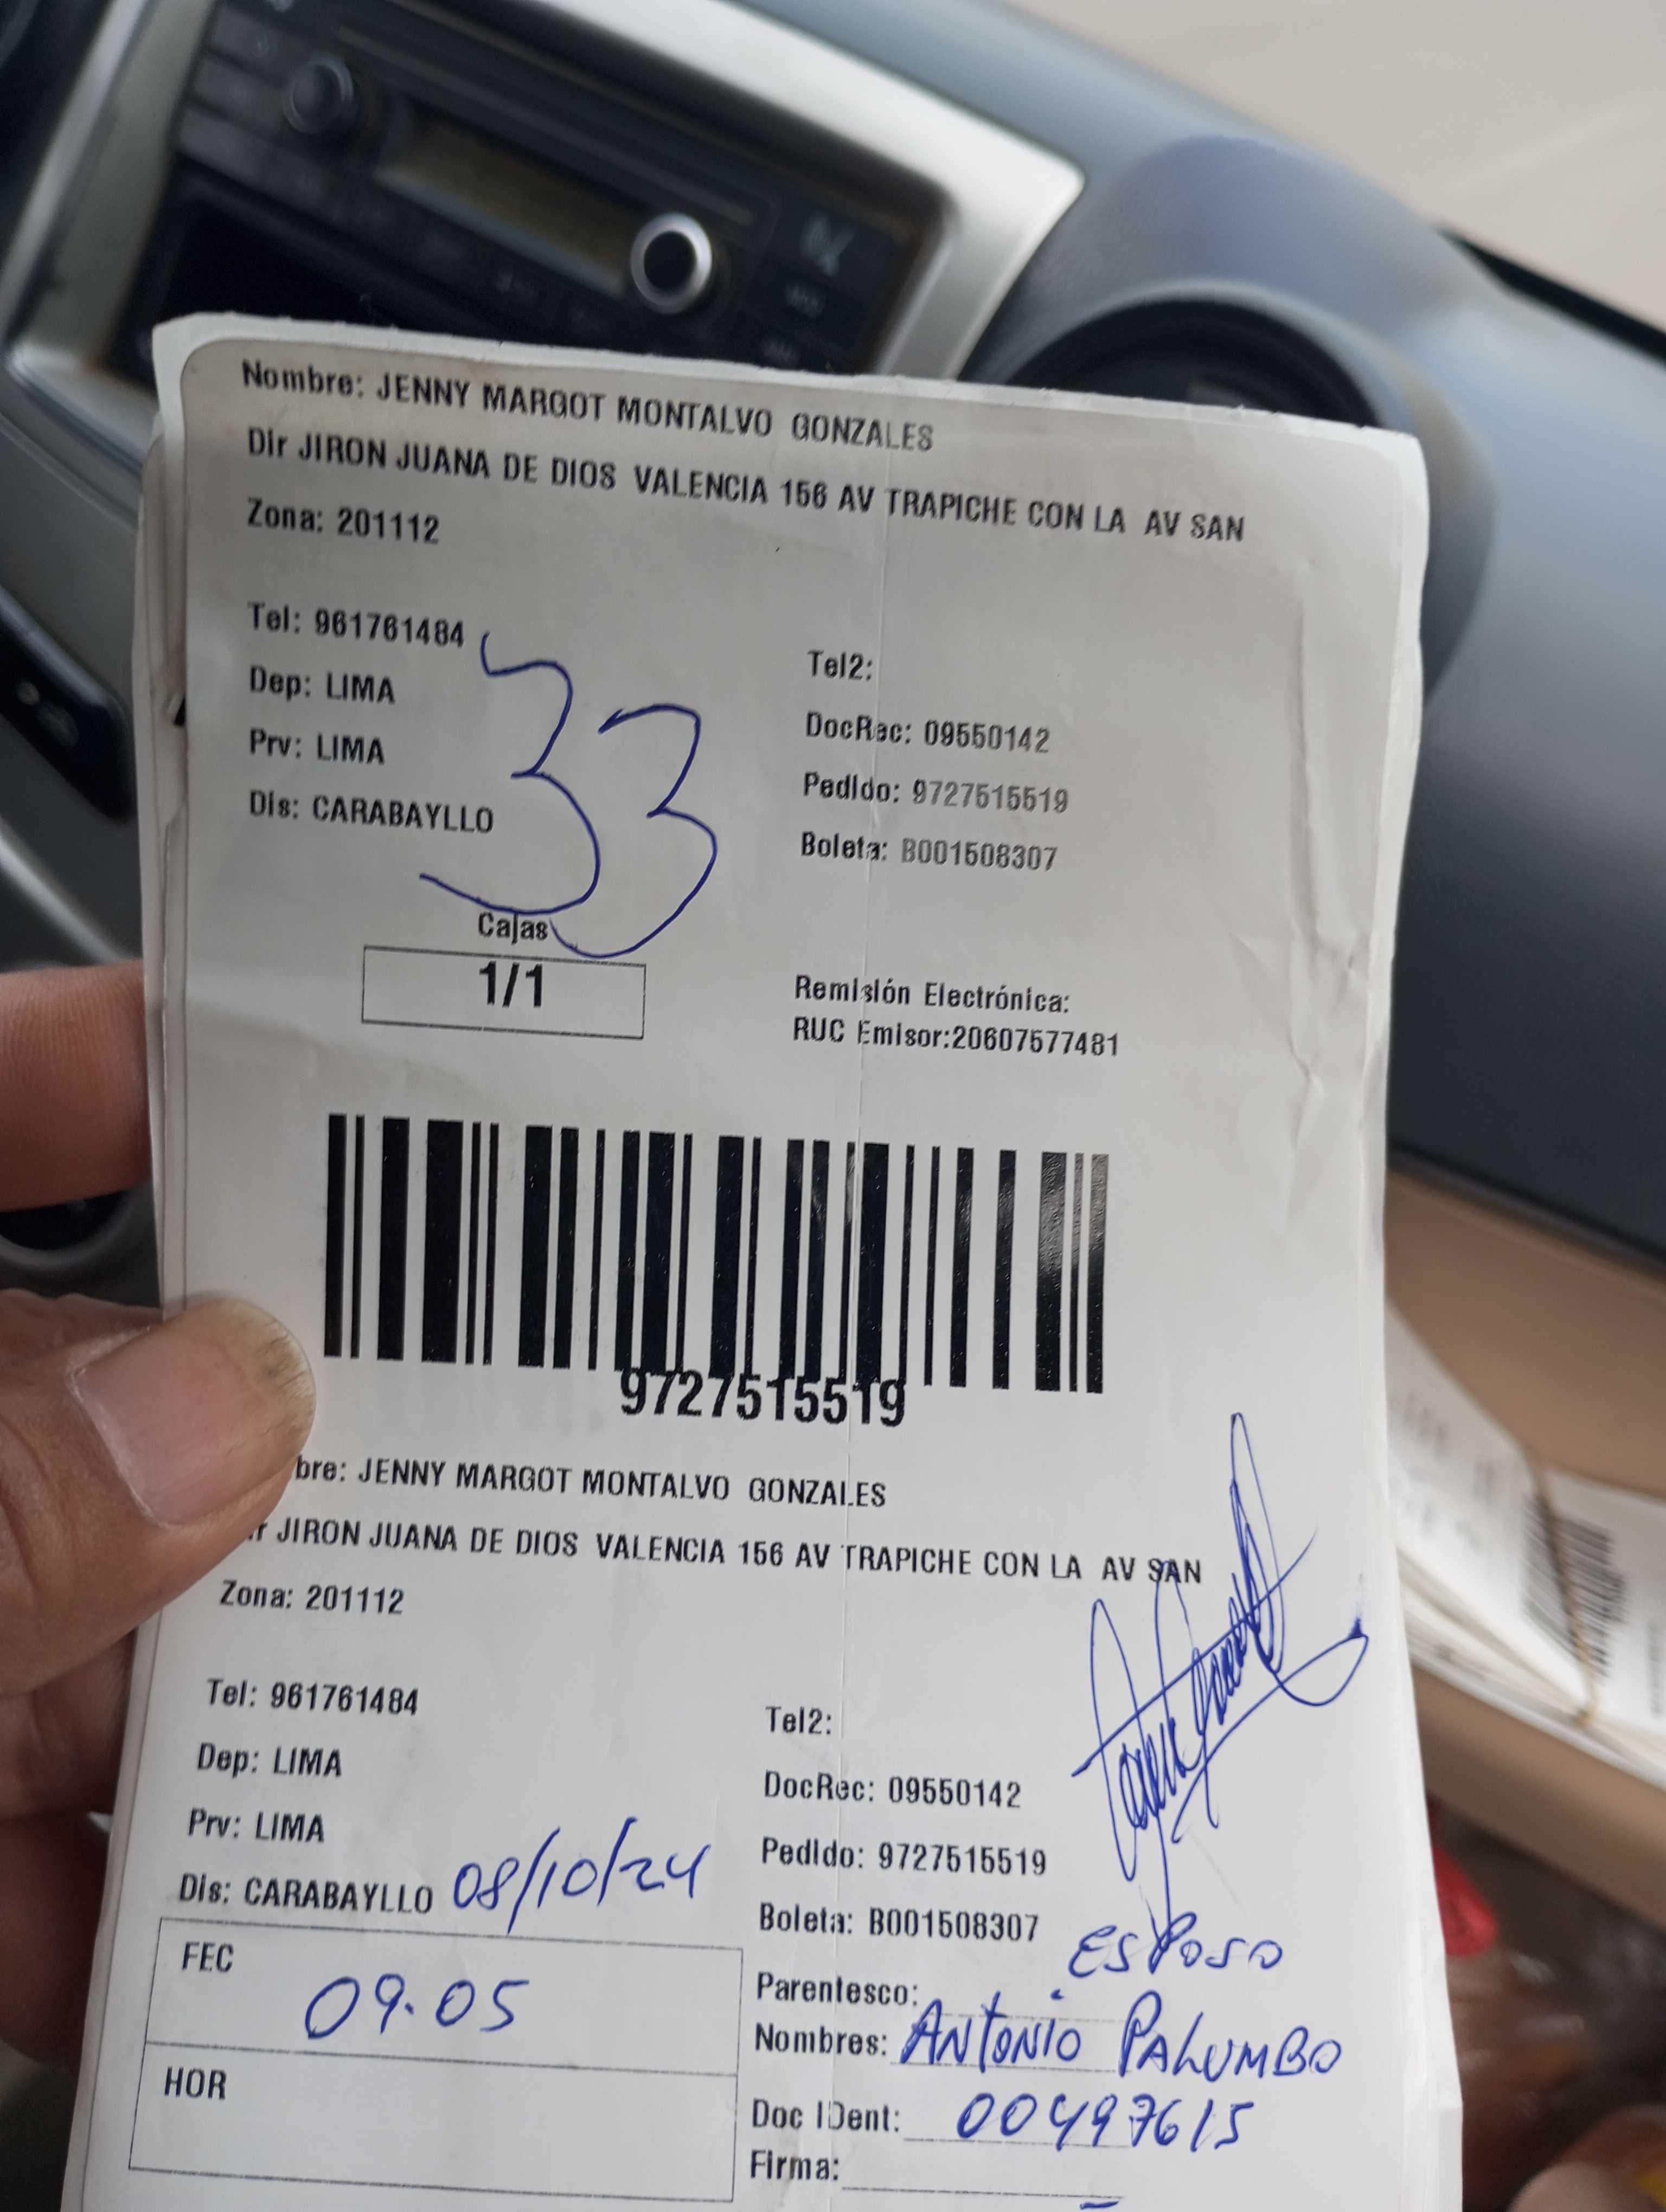 Nombre: JENNY MARGOT MONTALVO GONZALES
Dir JIRON JUANA DE DIOS VALENCIA 156 AV TRAPICHE CON LA AV SAN
Zona: 201112
Tel: 961761484
Tel2:
Dep: LIMA
DocRec: 09550142
Prv: LIMA
Pedido: 9727515519
Dis: CARABAYLLO
Boleta: B001508307
33
Cajas
1/1
Remisión Electrónica:
RUC Emisor:20607577481
9727515519
bre: JENNY MARGOT MONTALVO GONZALES
ir JIRON JUANA DE DIOS VALENCIA 156 AV TRAPICHE CON LA AV SAN
Zona: 201112
Tel: 961761484
Tel2:
Dep: LIMA
DocRec: 09550142
Prv: LIMA
Pedido: 9727515519
Dis: CARABAYLLO 08/10/24
Boleta: B001508307
FEC 09.05
Parentesco: ESPOSO
Nombres: ANTONIO PALUMBO
HOR
Doc IDent: 00497615
Firma: